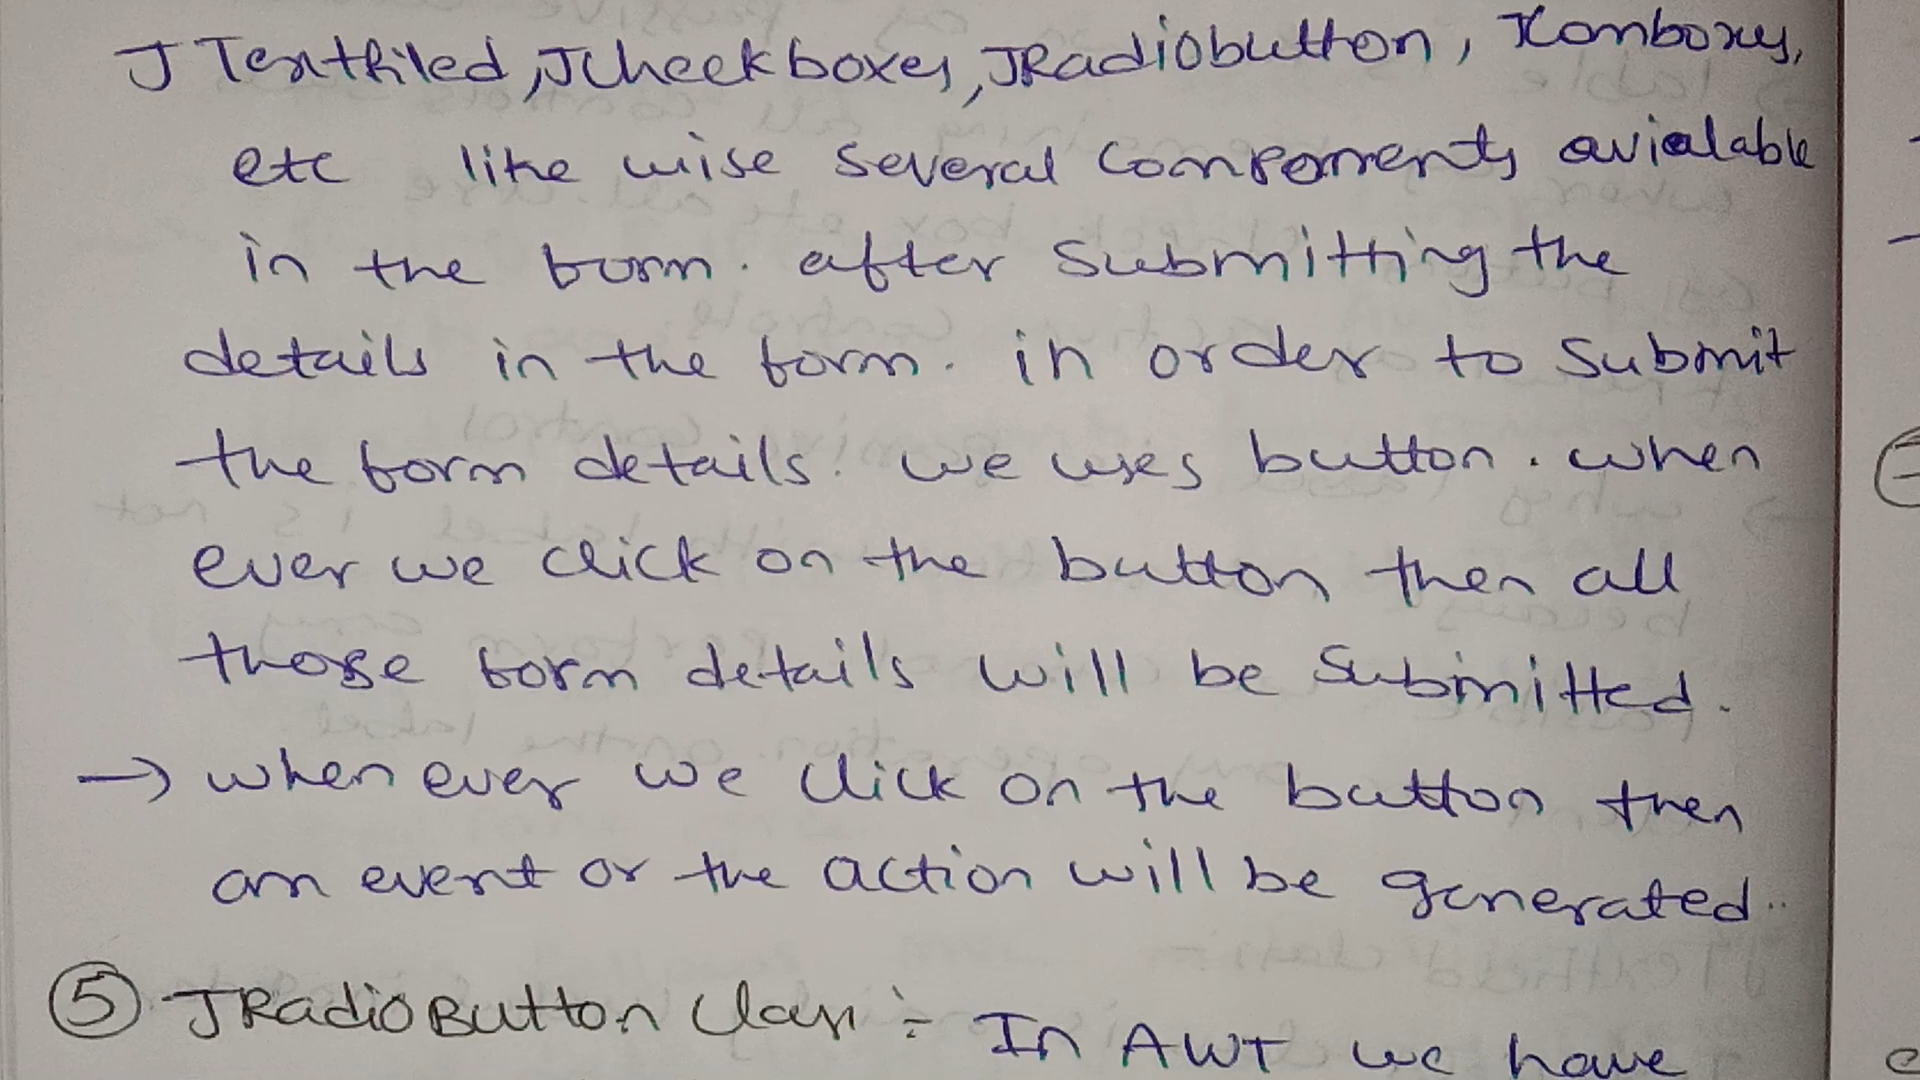 JTextfiled, JCheckboxes, JRadiobutton, Jcomboxes,
etc like wise several components avialable
in the form. after submitting the
details in the form. in order to submit
the form details. we uses button. when
ever we click on the button then all
those form details will be submitted.
→ when ever we click on the button then
an event or the action will be generated..
⑤ JRadioButton class :- In AWT we have